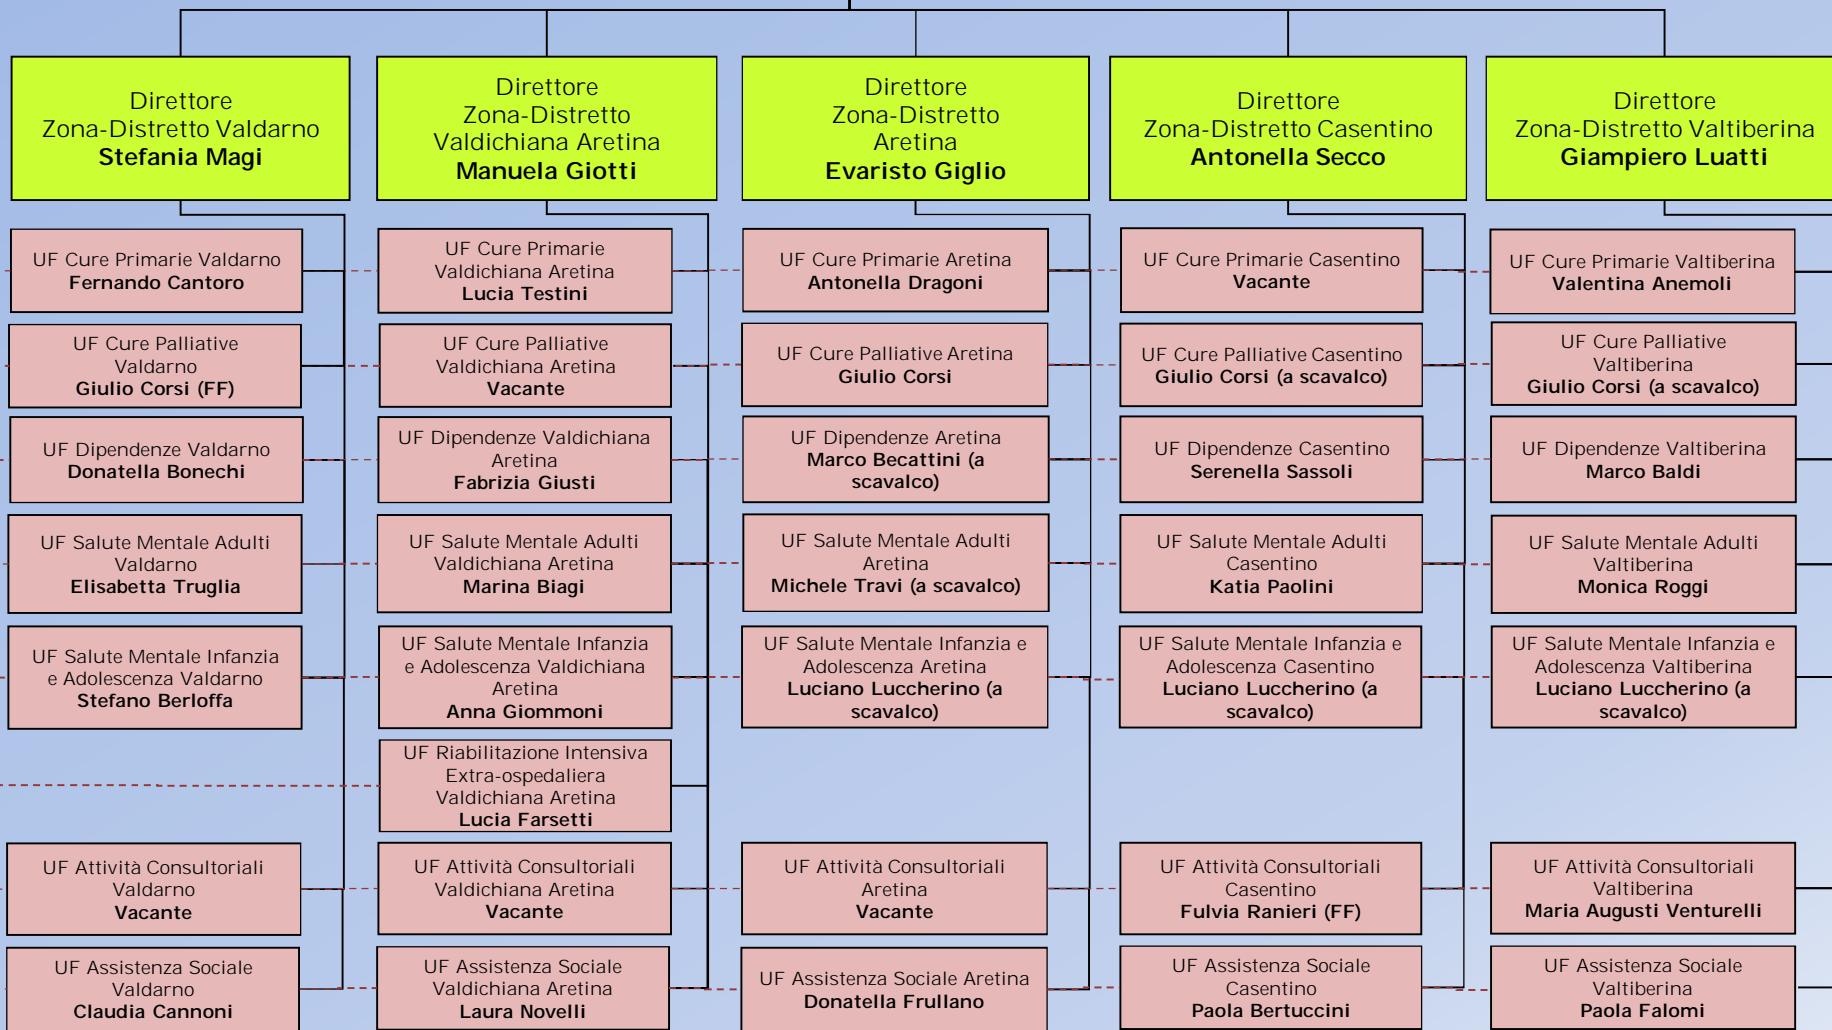 Direttore
Zona-Distretto Valdarno
Stefania Magi
Direttore
Zona-Distretto
Valdichiana Aretina
Manuela Giotti
Direttore
Zona-Distretto
Aretina
Evaristo Giglio
Direttore
Zona-Distretto Casentino
Antonella Secco
Direttore
Zona-Distretto Valtiberina
Giampiero Luatti
UF Cure Primarie Valdarno
Fernando Cantoro
UF Cure Primarie
Valdichiana Aretina
Lucia Testini
UF Cure Primarie Aretina
Antonella Dragoni
UF Cure Primarie Casentino
Vacante
UF Cure Primarie Valtiberina
Valentina Anemoli
UF Cure Palliative
Valdarno
Giulio Corsi (FF)
UF Cure Palliative
Valdichiana Aretina
Vacante
UF Cure Palliative Aretina
Giulio Corsi
UF Cure Palliative Casentino
Giulio Corsi (a scavalco)
UF Cure Palliative
Valtiberina
Giulio Corsi (a scavalco)
UF Dipendenze Valdarno
Donatella Bonechi
UF Dipendenze Valdichiana
Aretina
Fabrizia Giusti
UF Dipendenze Aretina
Marco Becattini (a
scavalco)
UF Dipendenze Casentino
Serenella Sassoli
UF Dipendenze Valtiberina
Marco Baldi
UF Salute Mentale Adulti
Valdarno
Elisabetta Truglia
UF Salute Mentale Adulti
Valdichiana Aretina
Marina Biagi
UF Salute Mentale Adulti
Aretina
Michele Travi (a scavalco)
UF Salute Mentale Adulti
Casentino
Katia Paolini
UF Salute Mentale Adulti
Valtiberina
Monica Roggi
UF Salute Mentale Infanzia
e Adolescenza Valdarno
Stefano Berloffa
UF Salute Mentale Infanzia
e Adolescenza Valdichiana
Aretina
Anna Giommoni
UF Salute Mentale Infanzia e
Adolescenza Aretina
Luciano Luccherino (a
scavalco)
UF Salute Mentale Infanzia e
Adolescenza Casentino
Luciano Luccherino (a
scavalco)
UF Salute Mentale Infanzia e
Adolescenza Valtiberina
Luciano Luccherino (a
scavalco)
UF Riabilitazione Intensiva
Extra-ospedaliera
Valdichiana Aretina
Lucia Farsetti
UF Attività Consultoriali
Valdarno
Vacante
UF Attività Consultoriali
Valdichiana Aretina
Vacante
UF Attività Consultoriali
Aretina
Vacante
UF Attività Consultoriali
Casentino
Fulvia Ranieri (FF)
UF Attività Consultoriali
Valtiberina
Maria Augusti Venturelli
UF Assistenza Sociale
Valdarno
Claudia Cannoni
UF Assistenza Sociale
Valdichiana Aretina
Laura Novelli
UF Assistenza Sociale Aretina
Donatella Frullano
UF Assistenza Sociale
Casentino
Paola Bertuccini
UF Assistenza Sociale
Valtiberina
Paola Falomi